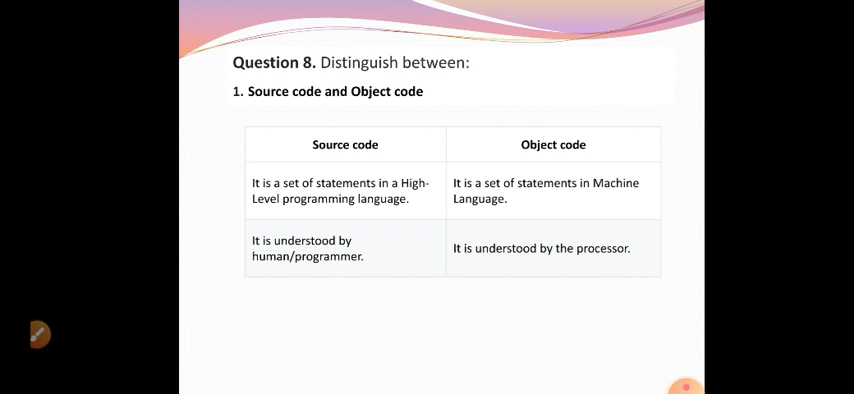 Question 8. Distinguish between:
1. Source code and Object code
Source code
Object code
It is a set of statements in a High-
Level programming language.
It is a set of statements in Machine
Language.
It is understood by
human/programmer.
It is understood by the processor.